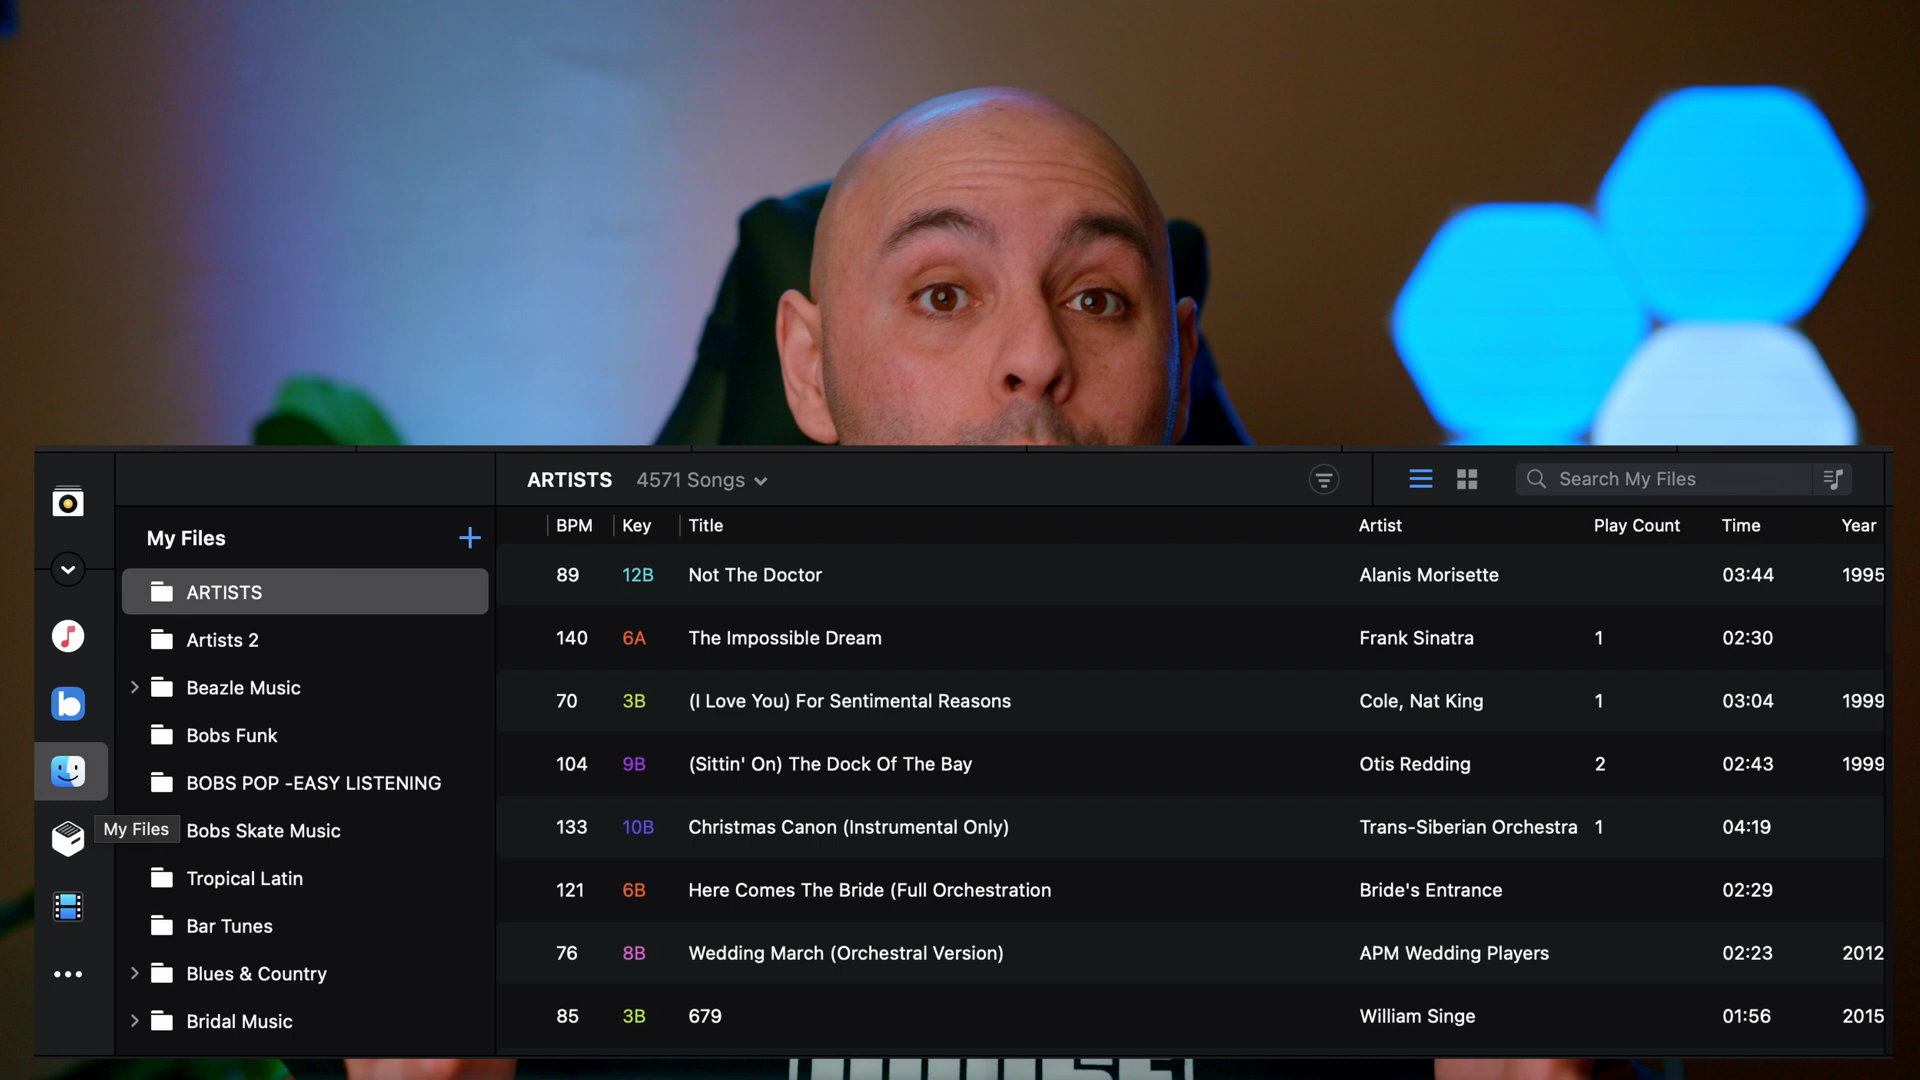 ARTISTS 4571 Songs Search My Files
My Files
ARTISTS
Artists 2
Beazle Music
Bobs Funk
BOBS POP -EASY LISTENING
My Files
Bobs Skate Music
Tropical Latin
Bar Tunes
Blues & Country
Bridal Music
BPM Key Title Artist Play Count Time Year
89 12B Not The Doctor Alanis Morisette 03:44 1995
140 6A The Impossible Dream Frank Sinatra 1 02:30
70 3B (I Love You) For Sentimental Reasons Cole, Nat King 1 03:04 1999
104 9B (Sittin' On) The Dock Of The Bay Otis Redding 2 02:43 1999
133 10B Christmas Canon (Instrumental Only) Trans-Siberian Orchestra 1 04:19
121 6B Here Comes The Bride (Full Orchestration Bride's Entrance 02:29
76 8B Wedding March (Orchestral Version) APM Wedding Players 02:23 2012
85 3B 679 William Singe 01:56 2015